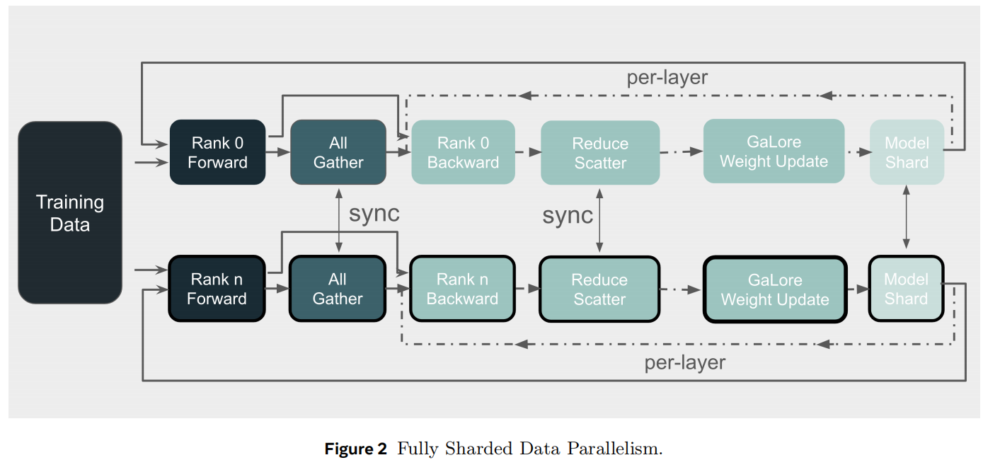 per-layer
Training
Data
Rank 0
Forward
All
Gather
Rank 0
Backward
Reduce
Scatter
GaLore
Weight Update
Model
Shard
sync
sync
Rank n
Forward
All
Gather
Rank n
Backward
Reduce
Scatter
GaLore
Weight Update
Model
Shard
per-layer
Figure 2 Fully Sharded Data Parallelism.